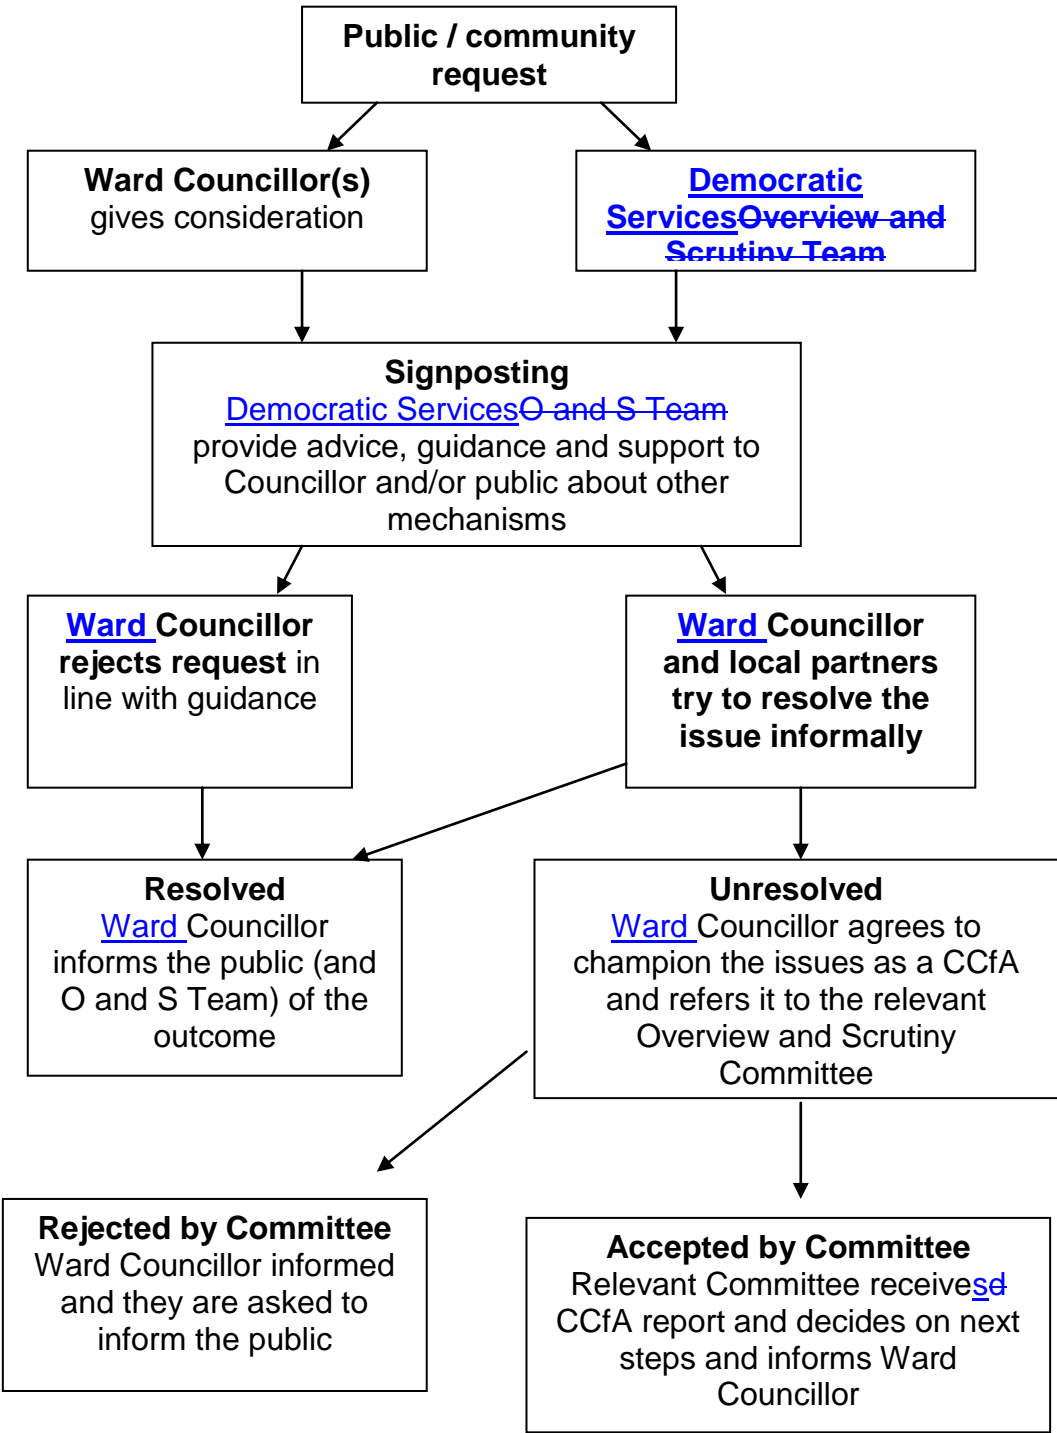 Public / community
request
Ward Councillor(s)
gives consideration
Democratic
ServicesOverview and
Scrutiny Team
Signposting
Democratic ServicesO and S Team
provide advice, guidance and support to
Councillor and/or public about other
mechanisms
Ward Councillor
rejects request in
line with guidance
Ward Councillor
and local partners
try to resolve the
issue informally
Resolved
Ward Councillor
informs the public (and
O and S Team) of the
outcome
Unresolved
Ward Councillor agrees to
champion the issues as a CCfA
and refers it to the relevant
Overview and Scrutiny
Committee
Rejected by Committee
Ward Councillor informed
and they are asked to
inform the public
Accepted by Committee
Relevant Committee receivesd
CCfA report and decides on next
steps and informs Ward
Councillor